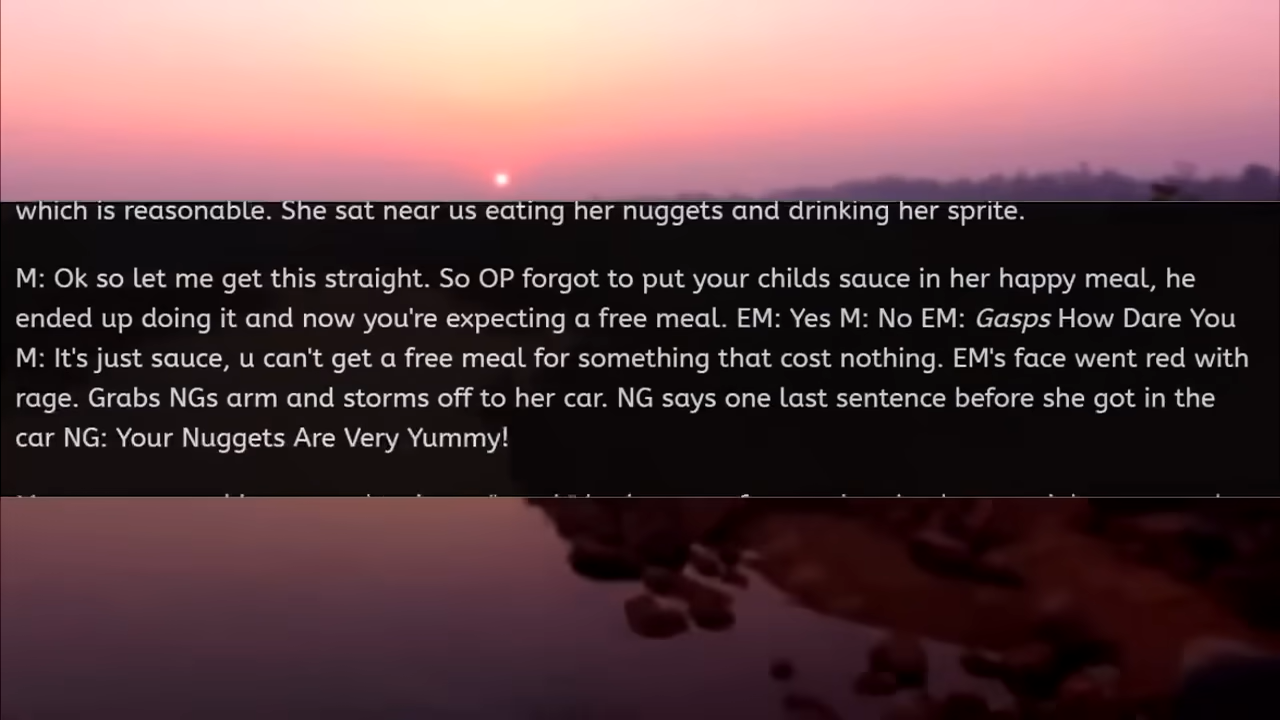 which is reasonable. She sat near us eating her nuggets and drinking her sprite.
M: Ok so let me get this straight. So OP forgot to put your childs sauce in her happy meal, he
ended up doing it and now you're expecting a free meal. EM: Yes M: No EM: Gasps How Dare You
M: It's just sauce, u can't get a free meal for something that cost nothing. EM's face went red with
rage. Grabs NGs arm and storms off to her car. NG says one last sentence before she got in the
car NG: Your Nuggets Are Very Yummy!